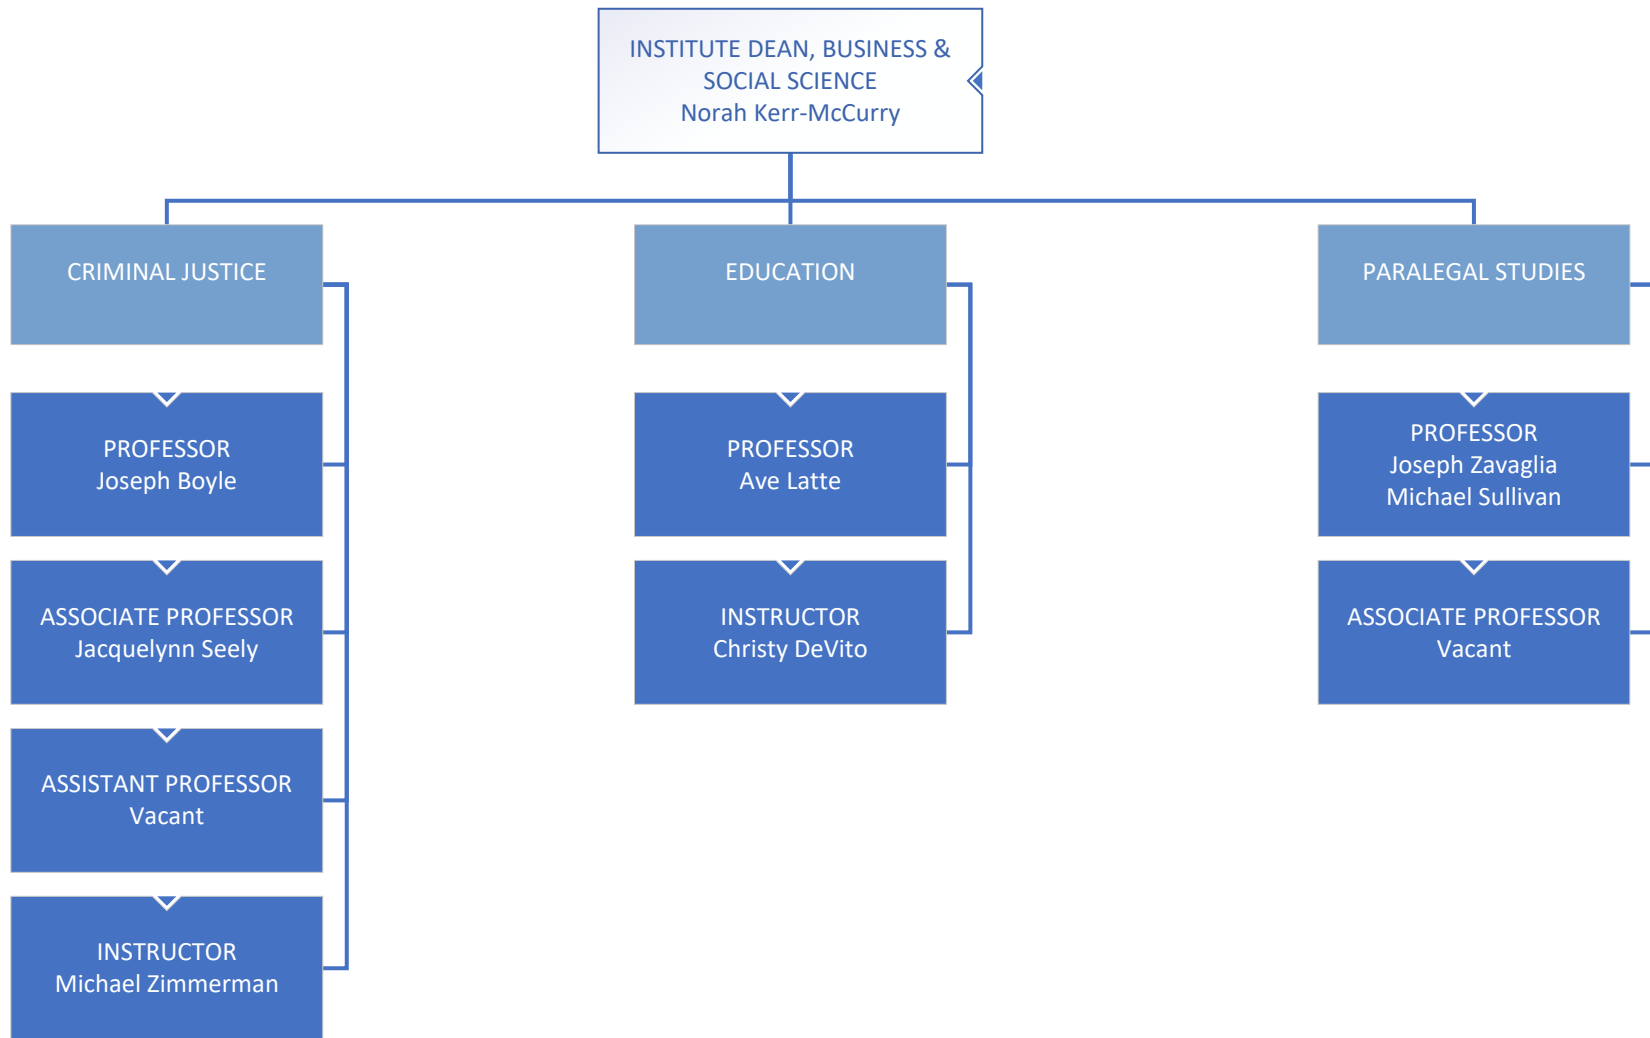 INSTITUTE DEAN, BUSINESS &
SOCIAL SCIENCE
Norah Kerr-McCurry
CRIMINAL JUSTICE
PROFESSOR
Joseph Boyle
ASSOCIATE PROFESSOR
Jacquelynn Seely
ASSISTANT PROFESSOR
Vacant
INSTRUCTOR
Michael Zimmerman
EDUCATION
PROFESSOR
Ave Latte
INSTRUCTOR
Christy DeVito
PARALEGAL STUDIES
PROFESSOR
Joseph Zavaglia
Michael Sullivan
ASSOCIATE PROFESSOR
Vacant